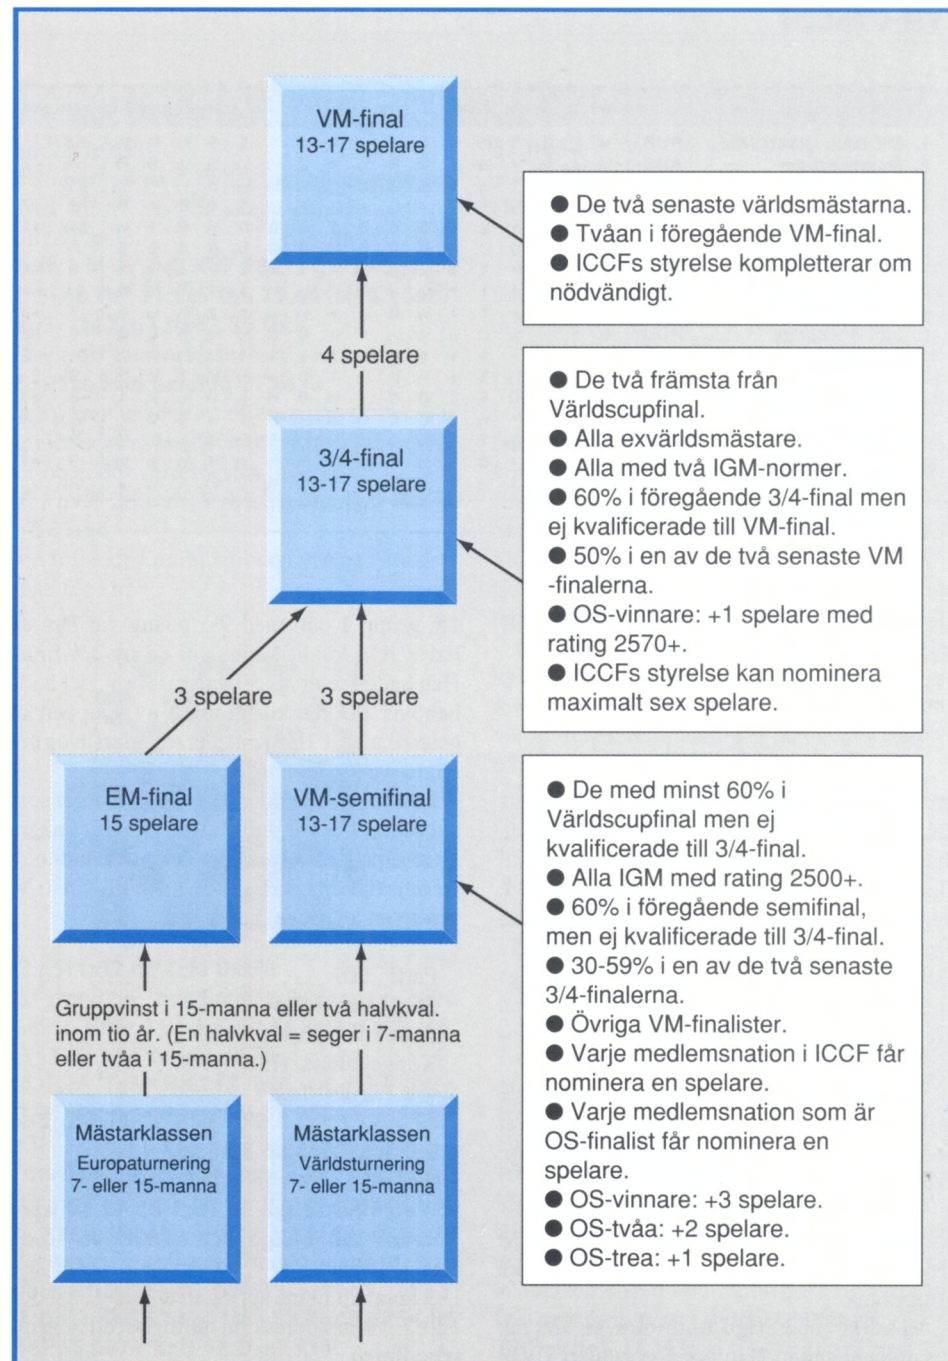 VM-final
13-17 spelare
● De två senaste världsmästarna.
● Tvåan i föregående VM-final.
● ICCFs styrelse kompletterar om
nödvändigt.
4 spelare
3/4-final
13-17 spelare
● De två främsta från
Världscupfinal.
● Alla exvärldsmästare.
● Alla med två IGM-normer.
● 60% i föregående 3/4-final men
ej kvalificerade till VM-final.
● 50% i en av de två senaste VM
-finalerna.
● OS-vinnare: +1 spelare med
rating 2570+.
● ICCFs styrelse kan nominera
maximalt sex spelare.
3 spelare
3 spelare
EM-final
15 spelare
VM-semifinal
13-17 spelare
● De med minst 60% i
Världscupfinal men ej
kvalificerade till 3/4-final.
● Alla IGM med rating 2500+.
● 60% i föregående semifinal,
men ej kvalificerade till 3/4-final.
● 30-59% i en av de två senaste
3/4-finalerna.
● Övriga VM-finalister.
● Varje medlemsnation i ICCF får
nominera en spelare.
● Varje medlemsnation som är
OS-finalist får nominera en
spelare.
● OS-vinnare: +3 spelare.
● OS-tvåa: +2 spelare.
● OS-trea: +1 spelare.
Gruppvinst i 15-manna eller två halvkval.
inom tio år. (En halvkval = seger i 7-manna
eller tvåa i 15-manna.)
Mästarklassen
Europaturnering
7- eller 15-manna
Mästarklassen
Världsturnering
7- eller 15-manna